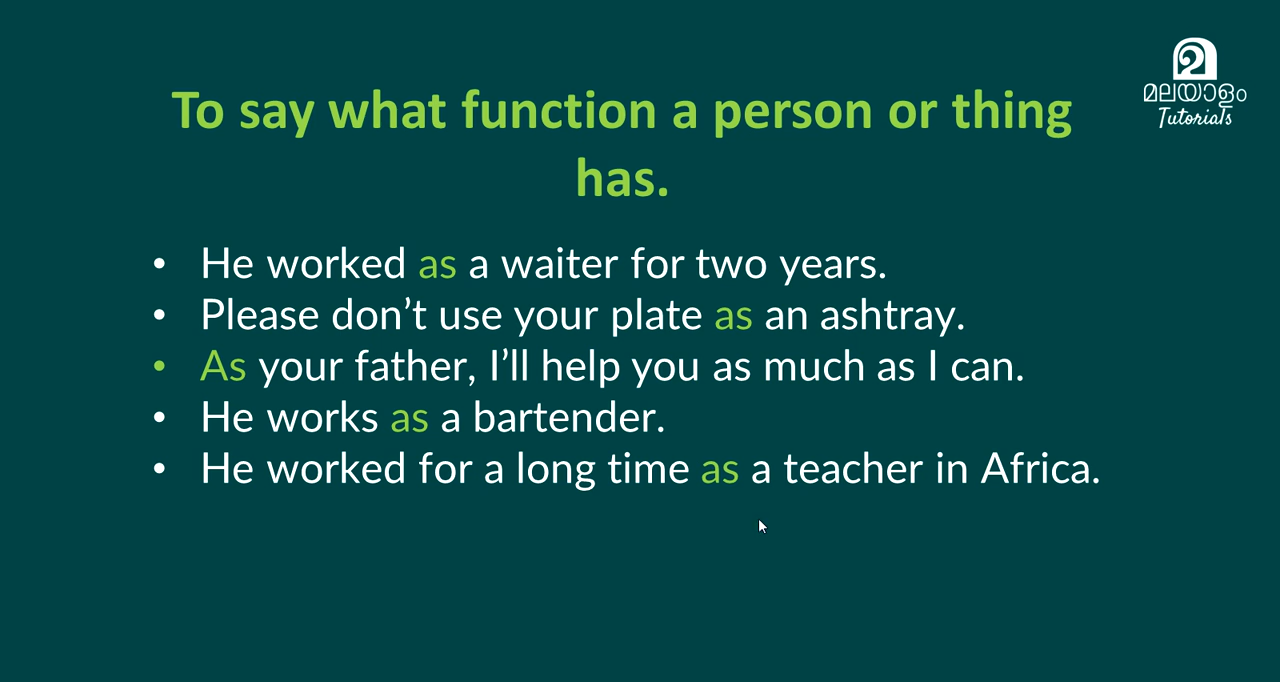 To say what function a person or thing
has.
മലയാളം
Tutorials
• He worked as a waiter for two years.
• Please don’t use your plate as an ashtray.
• As your father, I’ll help you as much as I can.
• He works as a bartender.
• He worked for a long time as a teacher in Africa.